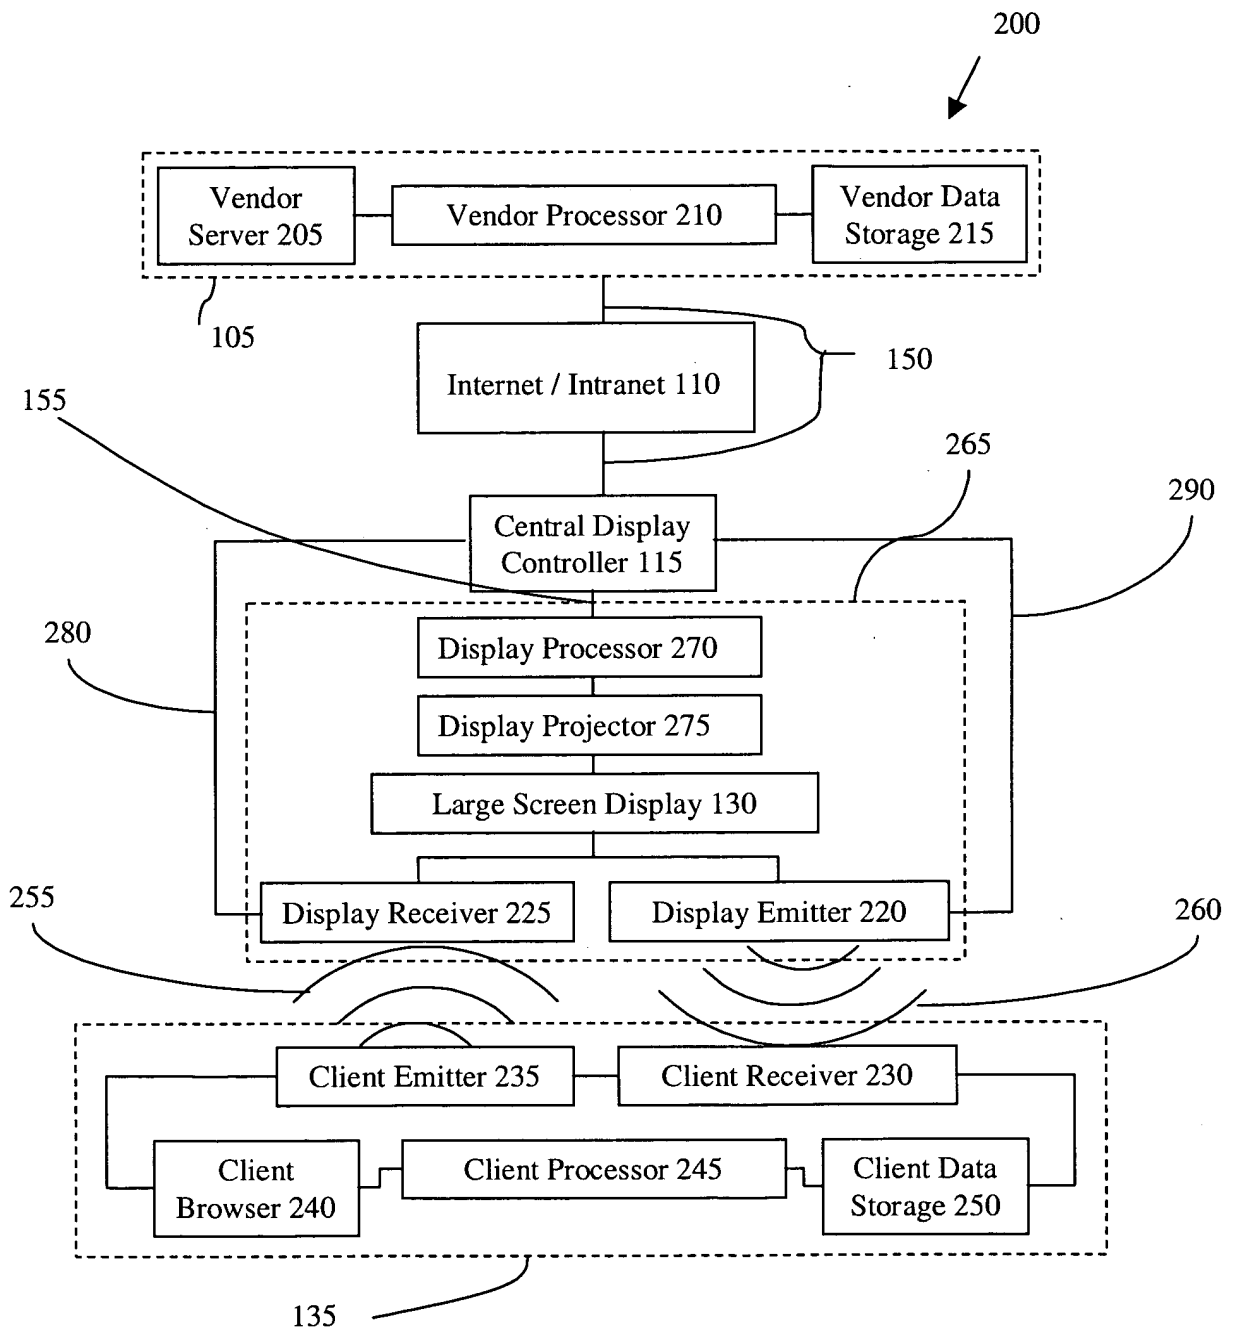 200
Vendor
Server 205
Vendor Processor 210
Vendor Data
Storage 215
105
Internet / Intranet 110
150
155
265
290
Central Display
Controller 115
280
Display Processor 270
Display Projector 275
Large Screen Display 130
255
Display Receiver 225
Display Emitter 220
260
Client Emitter 235
Client Receiver 230
Client
Browser 240
Client Processor 245
Client Data
Storage 250
135